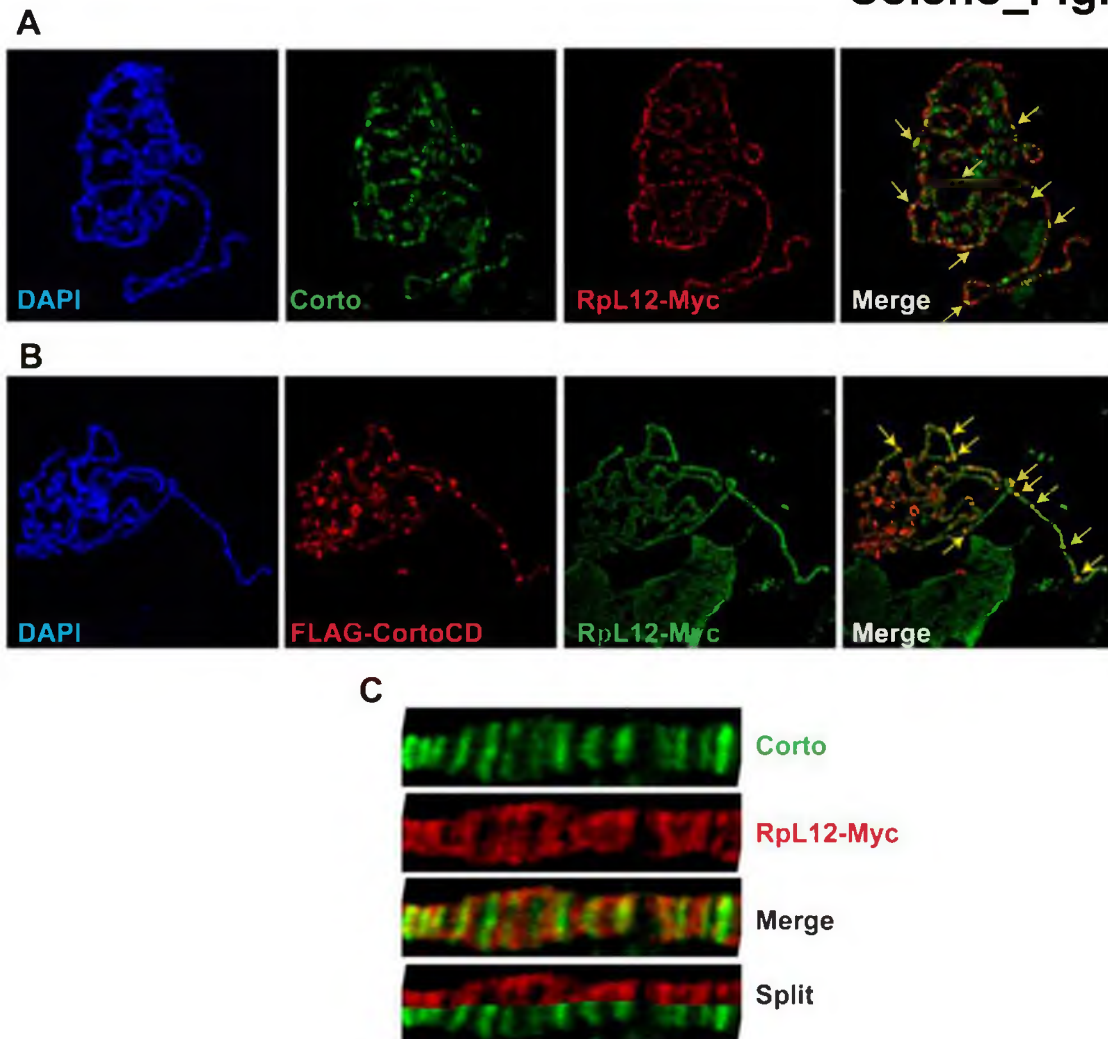 A
DAPI
Corto
RpL12-Myc
Merge
B
DAPI
FLAG-CortoCD
RpL12-Myc
Merge
C
Corto
RpL12-Myc
Merge
Split